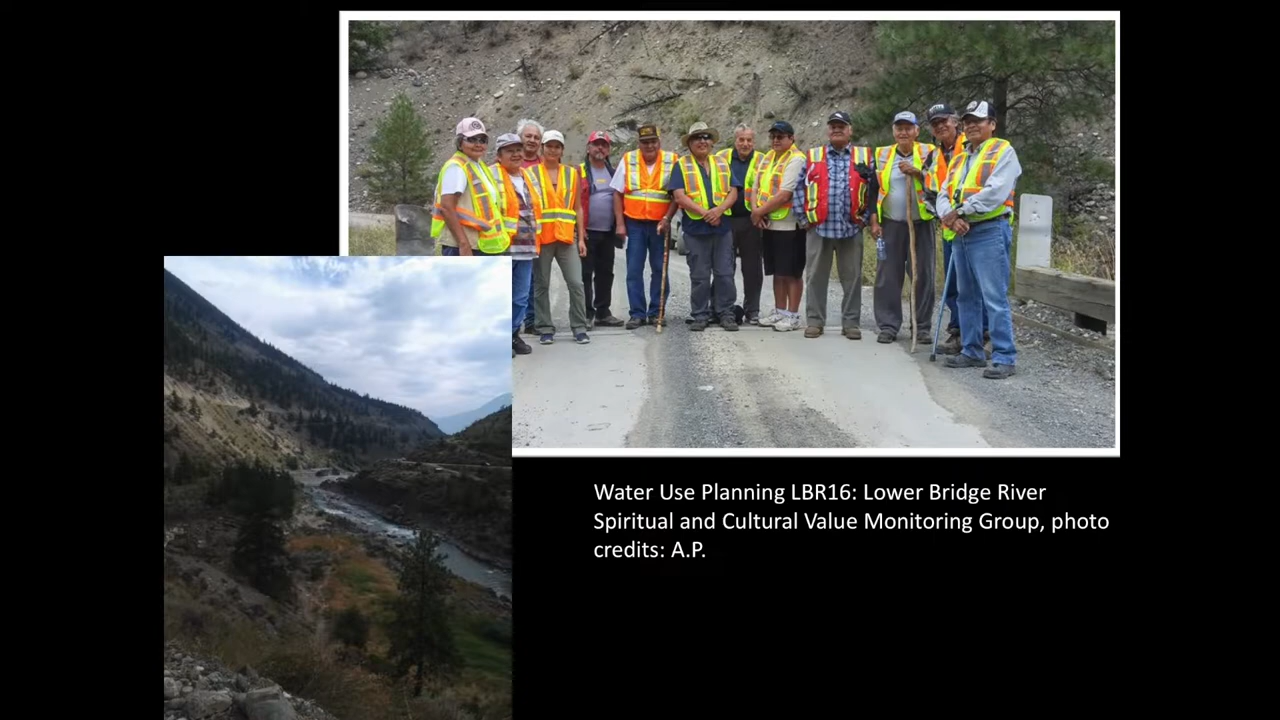 Water Use Planning LBR16: Lower Bridge River
Spiritual and Cultural Value Monitoring Group, photo
credits: A.P.